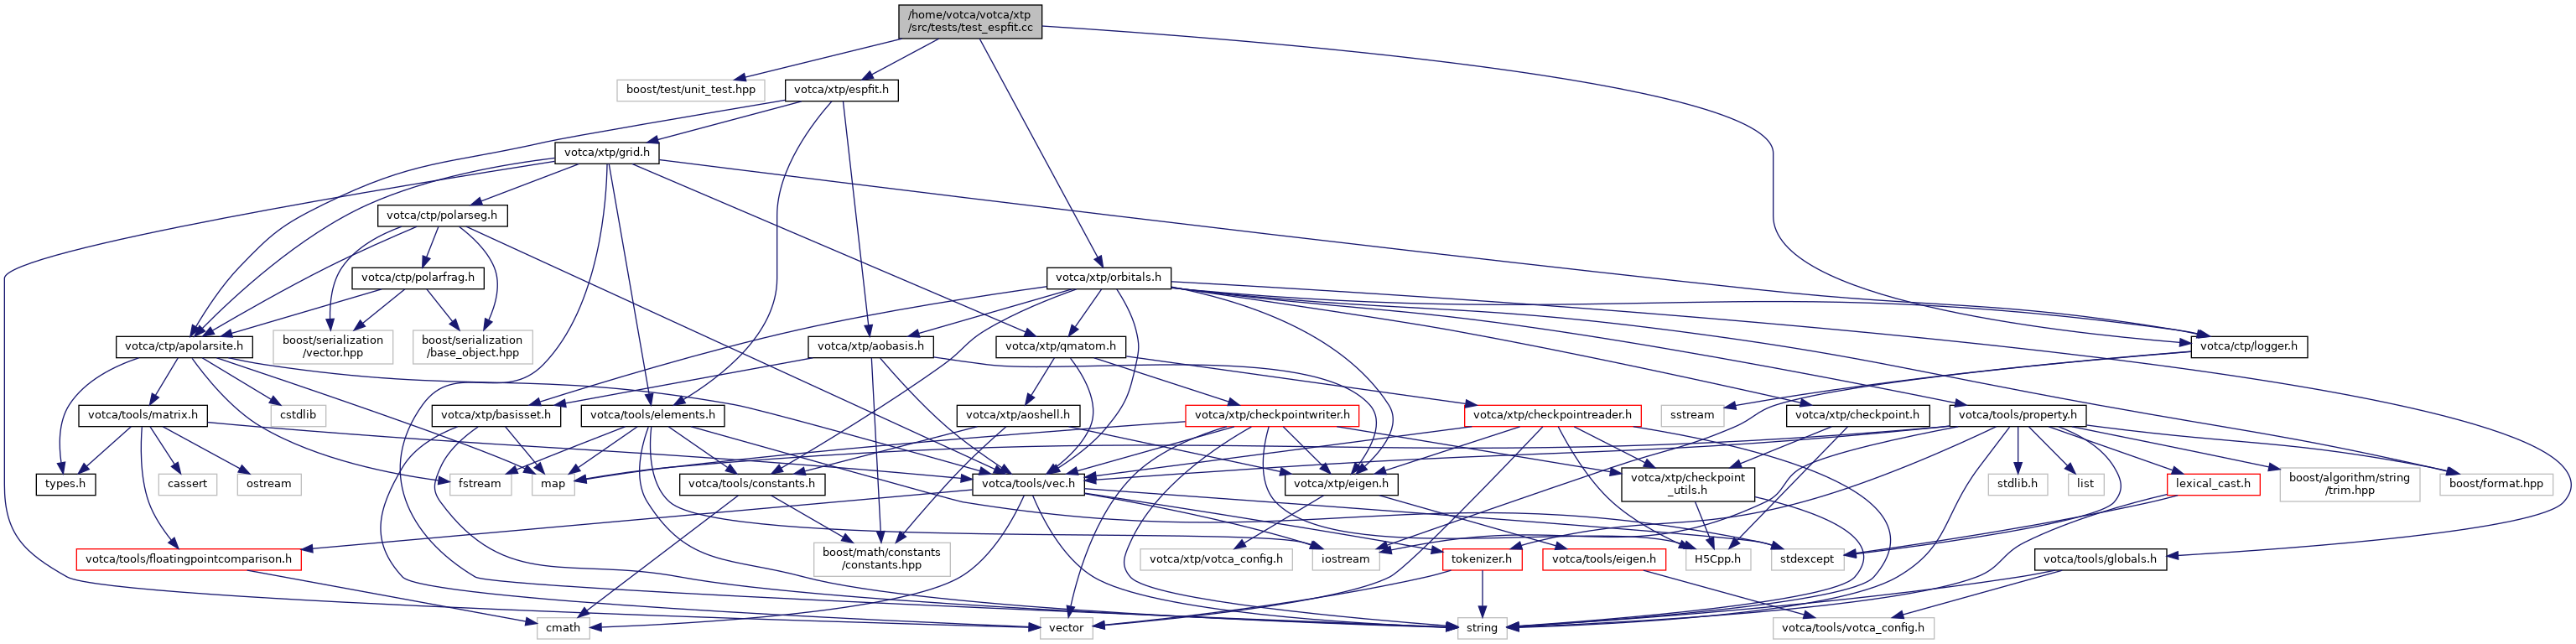 /home/votca/votca/xtp
/src/tests/test_espfit.cc
boost/test/unit_test.hpp
votca/xtp/espfit.h
votca/xtp/grid.h
votca/ctp/polarseg.h
votca/ctp/polarfrag.h
votca/xtp/orbitals.h
votca/ctp/apolarsite.h
boost/serialization
/vector.hpp
boost/serialization
/base_object.hpp
votca/xtp/aobasis.h
votca/xtp/qmatom.h
votca/ctp/logger.h
votca/tools/matrix.h
cstdlib
votca/xtp/basisset.h
votca/tools/elements.h
votca/xtp/aoshell.h
votca/xtp/checkpointwriter.h
votca/xtp/checkpointreader.h
sstream
votca/xtp/checkpoint.h
votca/tools/property.h
types.h
cassert
ostream
fstream
map
votca/tools/constants.h
votca/tools/vec.h
votca/xtp/eigen.h
votca/xtp/checkpoint
_utils.h
stdlib.h
list
lexical_cast.h
boost/algorithm/string
/trim.hpp
boost/format.hpp
votca/tools/floatingpointcomparison.h
boost/math/constants
/constants.hpp
votca/xtp/votca_config.h
iostream
tokenizer.h
votca/tools/eigen.h
H5Cpp.h
stdexcept
votca/tools/globals.h
cmath
vector
string
votca/tools/votca_config.h